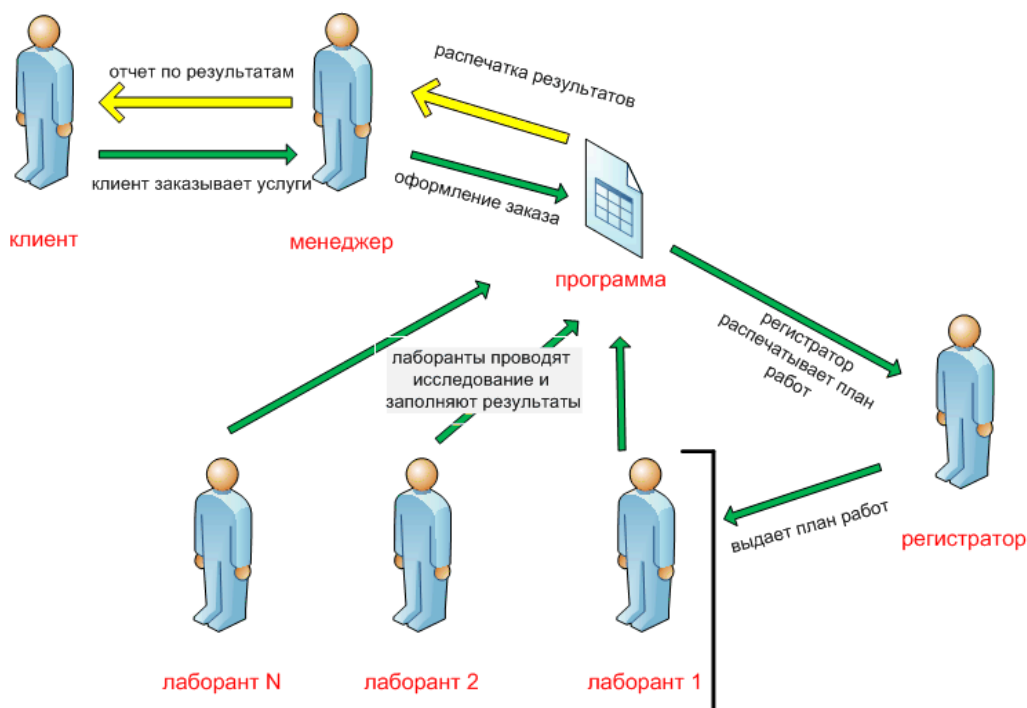 отчет по результатам
распечатка результатов
клиент заказывает услуги
оформление заказа
клиент
менеджер
программа
регистратор
распечатывает план
работ
лаборанты проводят
исследование и
заполняют результаты
выдает план работ
регистратор
лаборант N
лаборант 2
лаборант 1